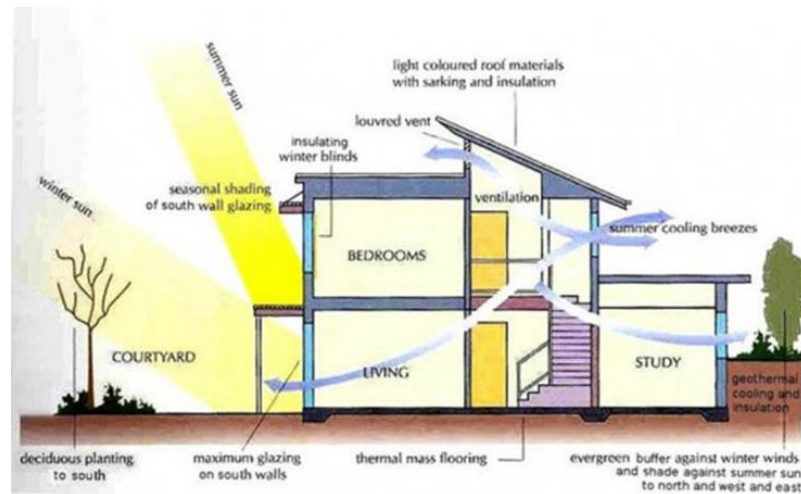 summer sun
light coloured roof materials
with sarking and insulation
louvred vent
insulating
winter blinds
winter sun
seasonal shading
of south wall glazing
ventilation
summer cooling breezes
BEDROOMS
COURTYARD
LIVING
STUDY
geothermal
cooling and
insulation
deciduous planting
to south
maximum glazing
on south walls
thermal mass flooring
evergreen buffer against winter winds
and shade against summer sun
to north and west and east